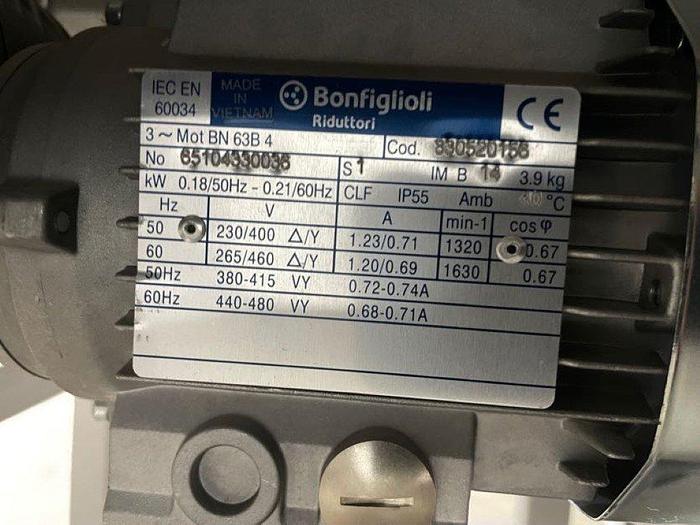 IEC EN 60034
MADE IN VIETNAM
Bonfiglioli
Riduttori
CE
3 ~ Mot BN 63B 4 Cod. 830520156
No 65104330036 S 1 IM B 14 3.9 kg
kW 0.18/50Hz - 0.21/60Hz CLF IP55 Amb °C
Hz V A min-1 cos φ
50 230/400 Δ/Y 1.23/0.71 1320 0.67
60 265/460 Δ/Y 1.20/0.69 1630 0.67
50Hz 380-415 VY 0.72-0.74A
60Hz 440-480 VY 0.68-0.71A